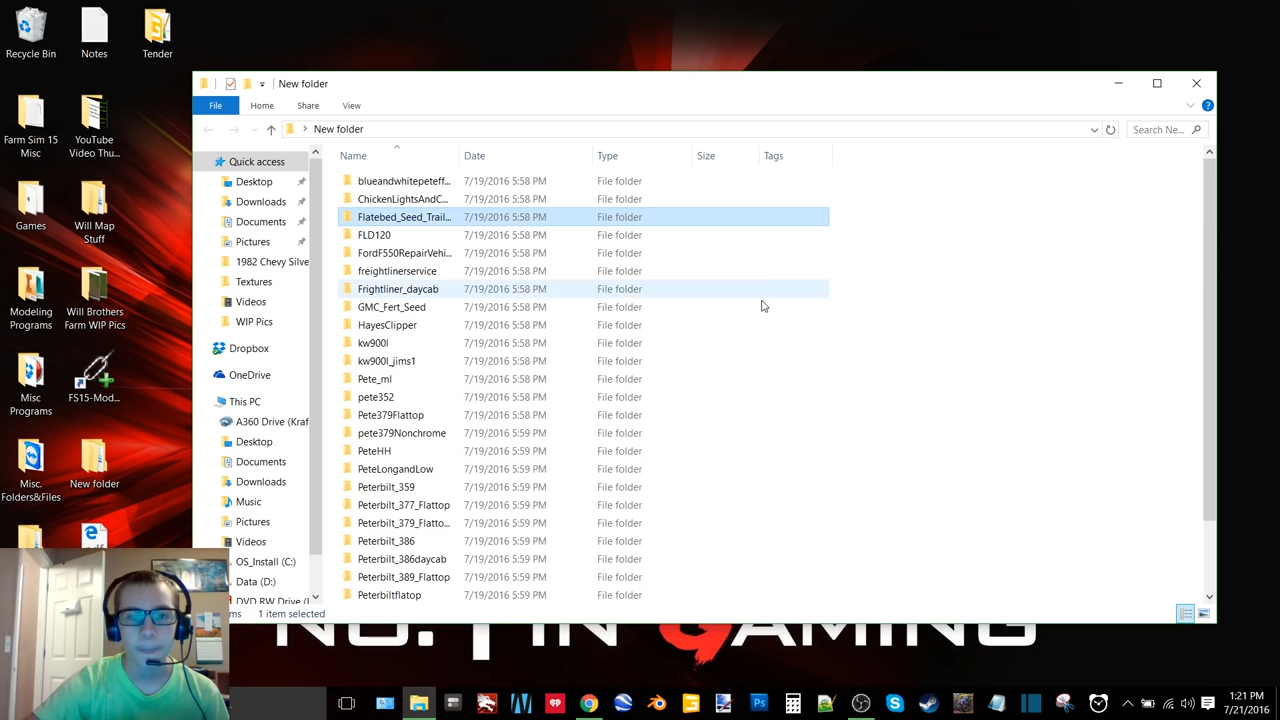 Recycle Bin
Notes
Tender
Farm Sim 15 Misc
YouTube Video Thu...
Games
Will Map Stuff
Modeling Programs
Will Brothers Farm WIP Pics
Misc Programs
FS15-Mod...
Misc. Folders&Files
New folder
New folder
File Home Share View
New folder
Search Ne...
Name Date Type Size Tags
Quick access
Desktop
Downloads
Documents
Pictures
1982 Chevy Silve
Textures
Videos
WIP Pics
Dropbox
OneDrive
This PC
A360 Drive (Kraf
Desktop
Documents
Downloads
Music
Pictures
Videos
OS_Install (C:)
Data (D:)
DVD RW Drive (
blueandwhitepeteff... 7/19/2016 5:58 PM File folder
ChickenLightsAndC... 7/19/2016 5:58 PM File folder
Flatebed_Seed_Trail... 7/19/2016 5:58 PM File folder
FLD120 7/19/2016 5:58 PM File folder
FordF550RepairVehi... 7/19/2016 5:58 PM File folder
freightlinerservice 7/19/2016 5:58 PM File folder
Frightliner_daycab 7/19/2016 5:58 PM File folder
GMC_Fert_Seed 7/19/2016 5:58 PM File folder
HayesClipper 7/19/2016 5:58 PM File folder
kw900l 7/19/2016 5:58 PM File folder
kw900l_jims1 7/19/2016 5:58 PM File folder
Pete_ml 7/19/2016 5:58 PM File folder
pete352 7/19/2016 5:58 PM File folder
Pete379Flattop 7/19/2016 5:59 PM File folder
pete379Nonchrome 7/19/2016 5:59 PM File folder
PeteHH 7/19/2016 5:59 PM File folder
PeteLongandLow 7/19/2016 5:59 PM File folder
Peterbilt_359 7/19/2016 5:59 PM File folder
Peterbilt_377_Flattop 7/19/2016 5:59 PM File folder
Peterbilt_379_Flatto... 7/19/2016 5:59 PM File folder
Peterbilt_386 7/19/2016 5:59 PM File folder
Peterbilt_386daycab 7/19/2016 5:59 PM File folder
Peterbilt_389_Flattop 7/19/2016 5:59 PM File folder
Peterbiltflatop 7/19/2016 5:59 PM File folder
ms 1 item selected
NO.1 IN GAMING
1:21 PM
7/21/2016